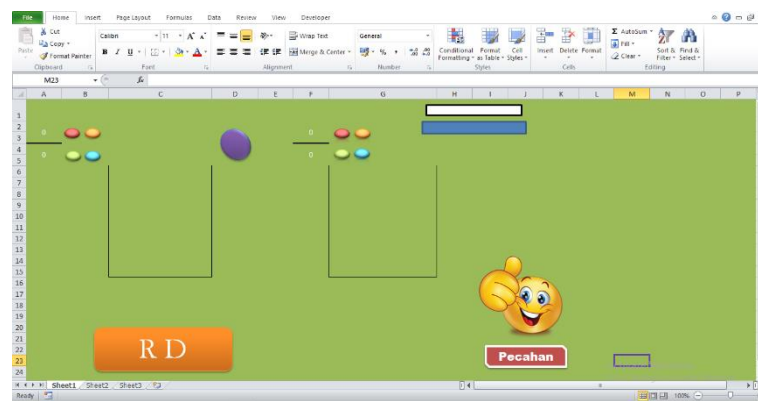 File Home Insert Page Layout Formulas Data Review View Developer
Cut Calibri 11 Wrap Text General AutoSum
Copy Fill
Paste Format Painter B I U Merge & Center % Conditional Formatting Format as Table Cell Styles Insert Delete Format Clear Sort & Filter Find & Select
Clipboard Font Alignment Number Styles Cells Editing
M23 fx
A B C D E F G H I J K L M N O P
1
2
3 0 0
4
5 0 0
6
7
8
9
10
11
12
13
14
15
16
17
18
19
20
21
22 R D Pecahan
23
24
Sheet1 Sheet2 Sheet3
Ready 100%